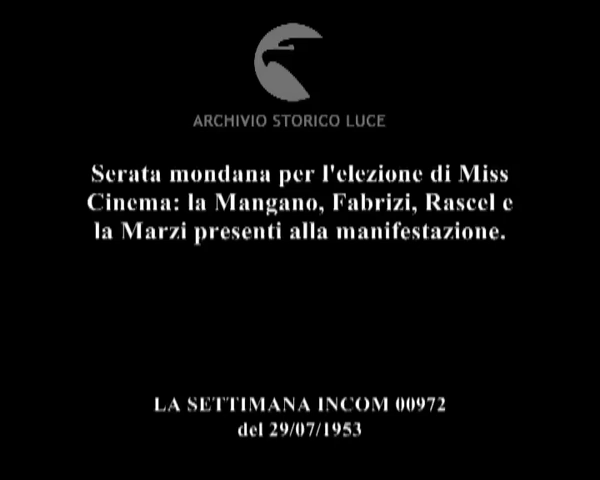 ARCHIVIO STORICO LUCE
Serata mondana per l'elezione di Miss
Cinema: la Mangano, Fabrizi, Rascel e
la Marzi presenti alla manifestazione.
LA SETTIMANA INCOM 00972
del 29/07/1953